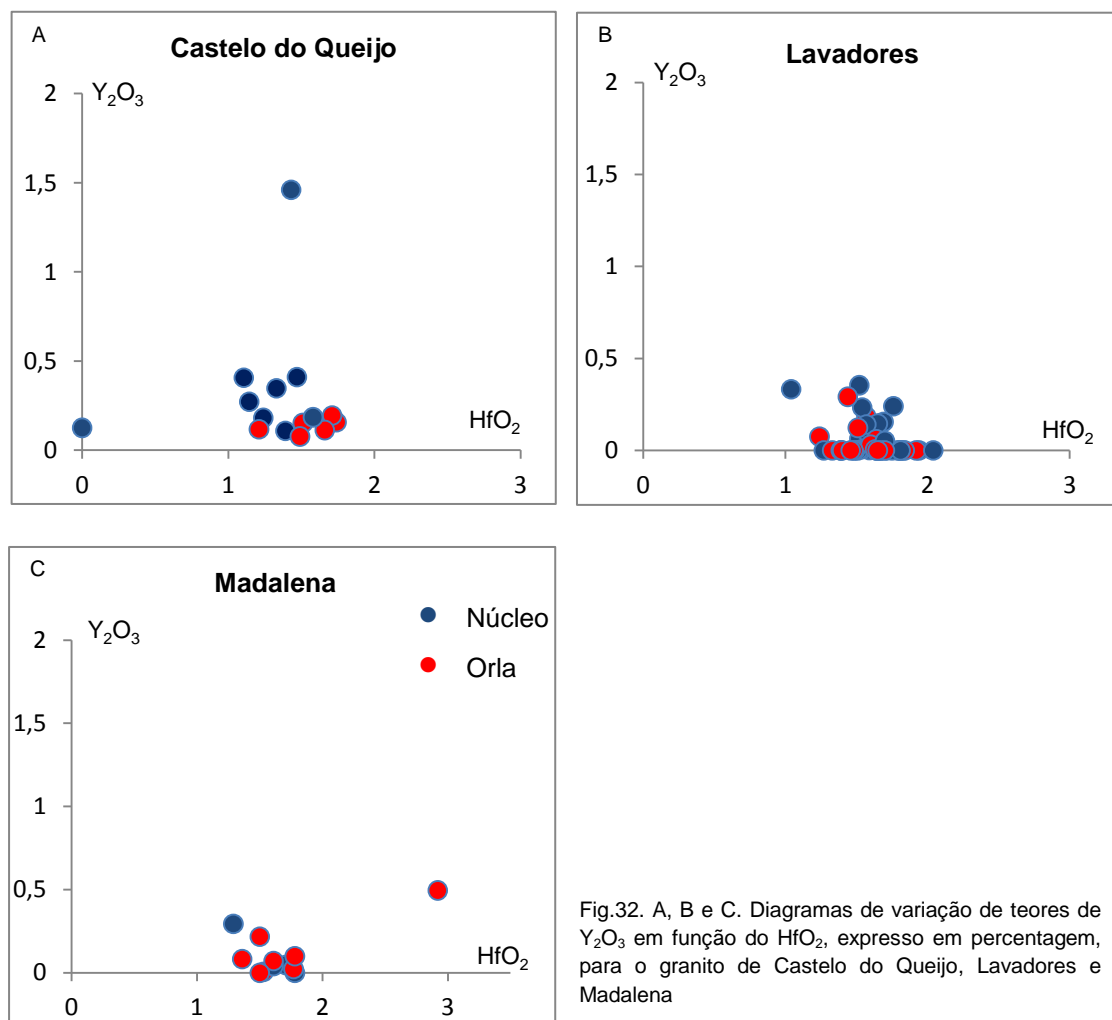 A
Castelo do Queijo
Y₂O₃
2
1,5
1
0,5
0
HfO₂
0 1 2 3
B
Lavadores
Y₂O₃
2
1,5
1
0,5
0
HfO₂
0 1 2 3
C
Madalena
Núcleo
Orla
Y₂O₃
2
1,5
1
0,5
0
HfO₂
0 1 2 3
Fig.32. A, B e C. Diagramas de variação de teores de
Y₂O₃ em função do HfO₂, expresso em percentagem,
para o granito de Castelo do Queijo, Lavadores e
Madalena